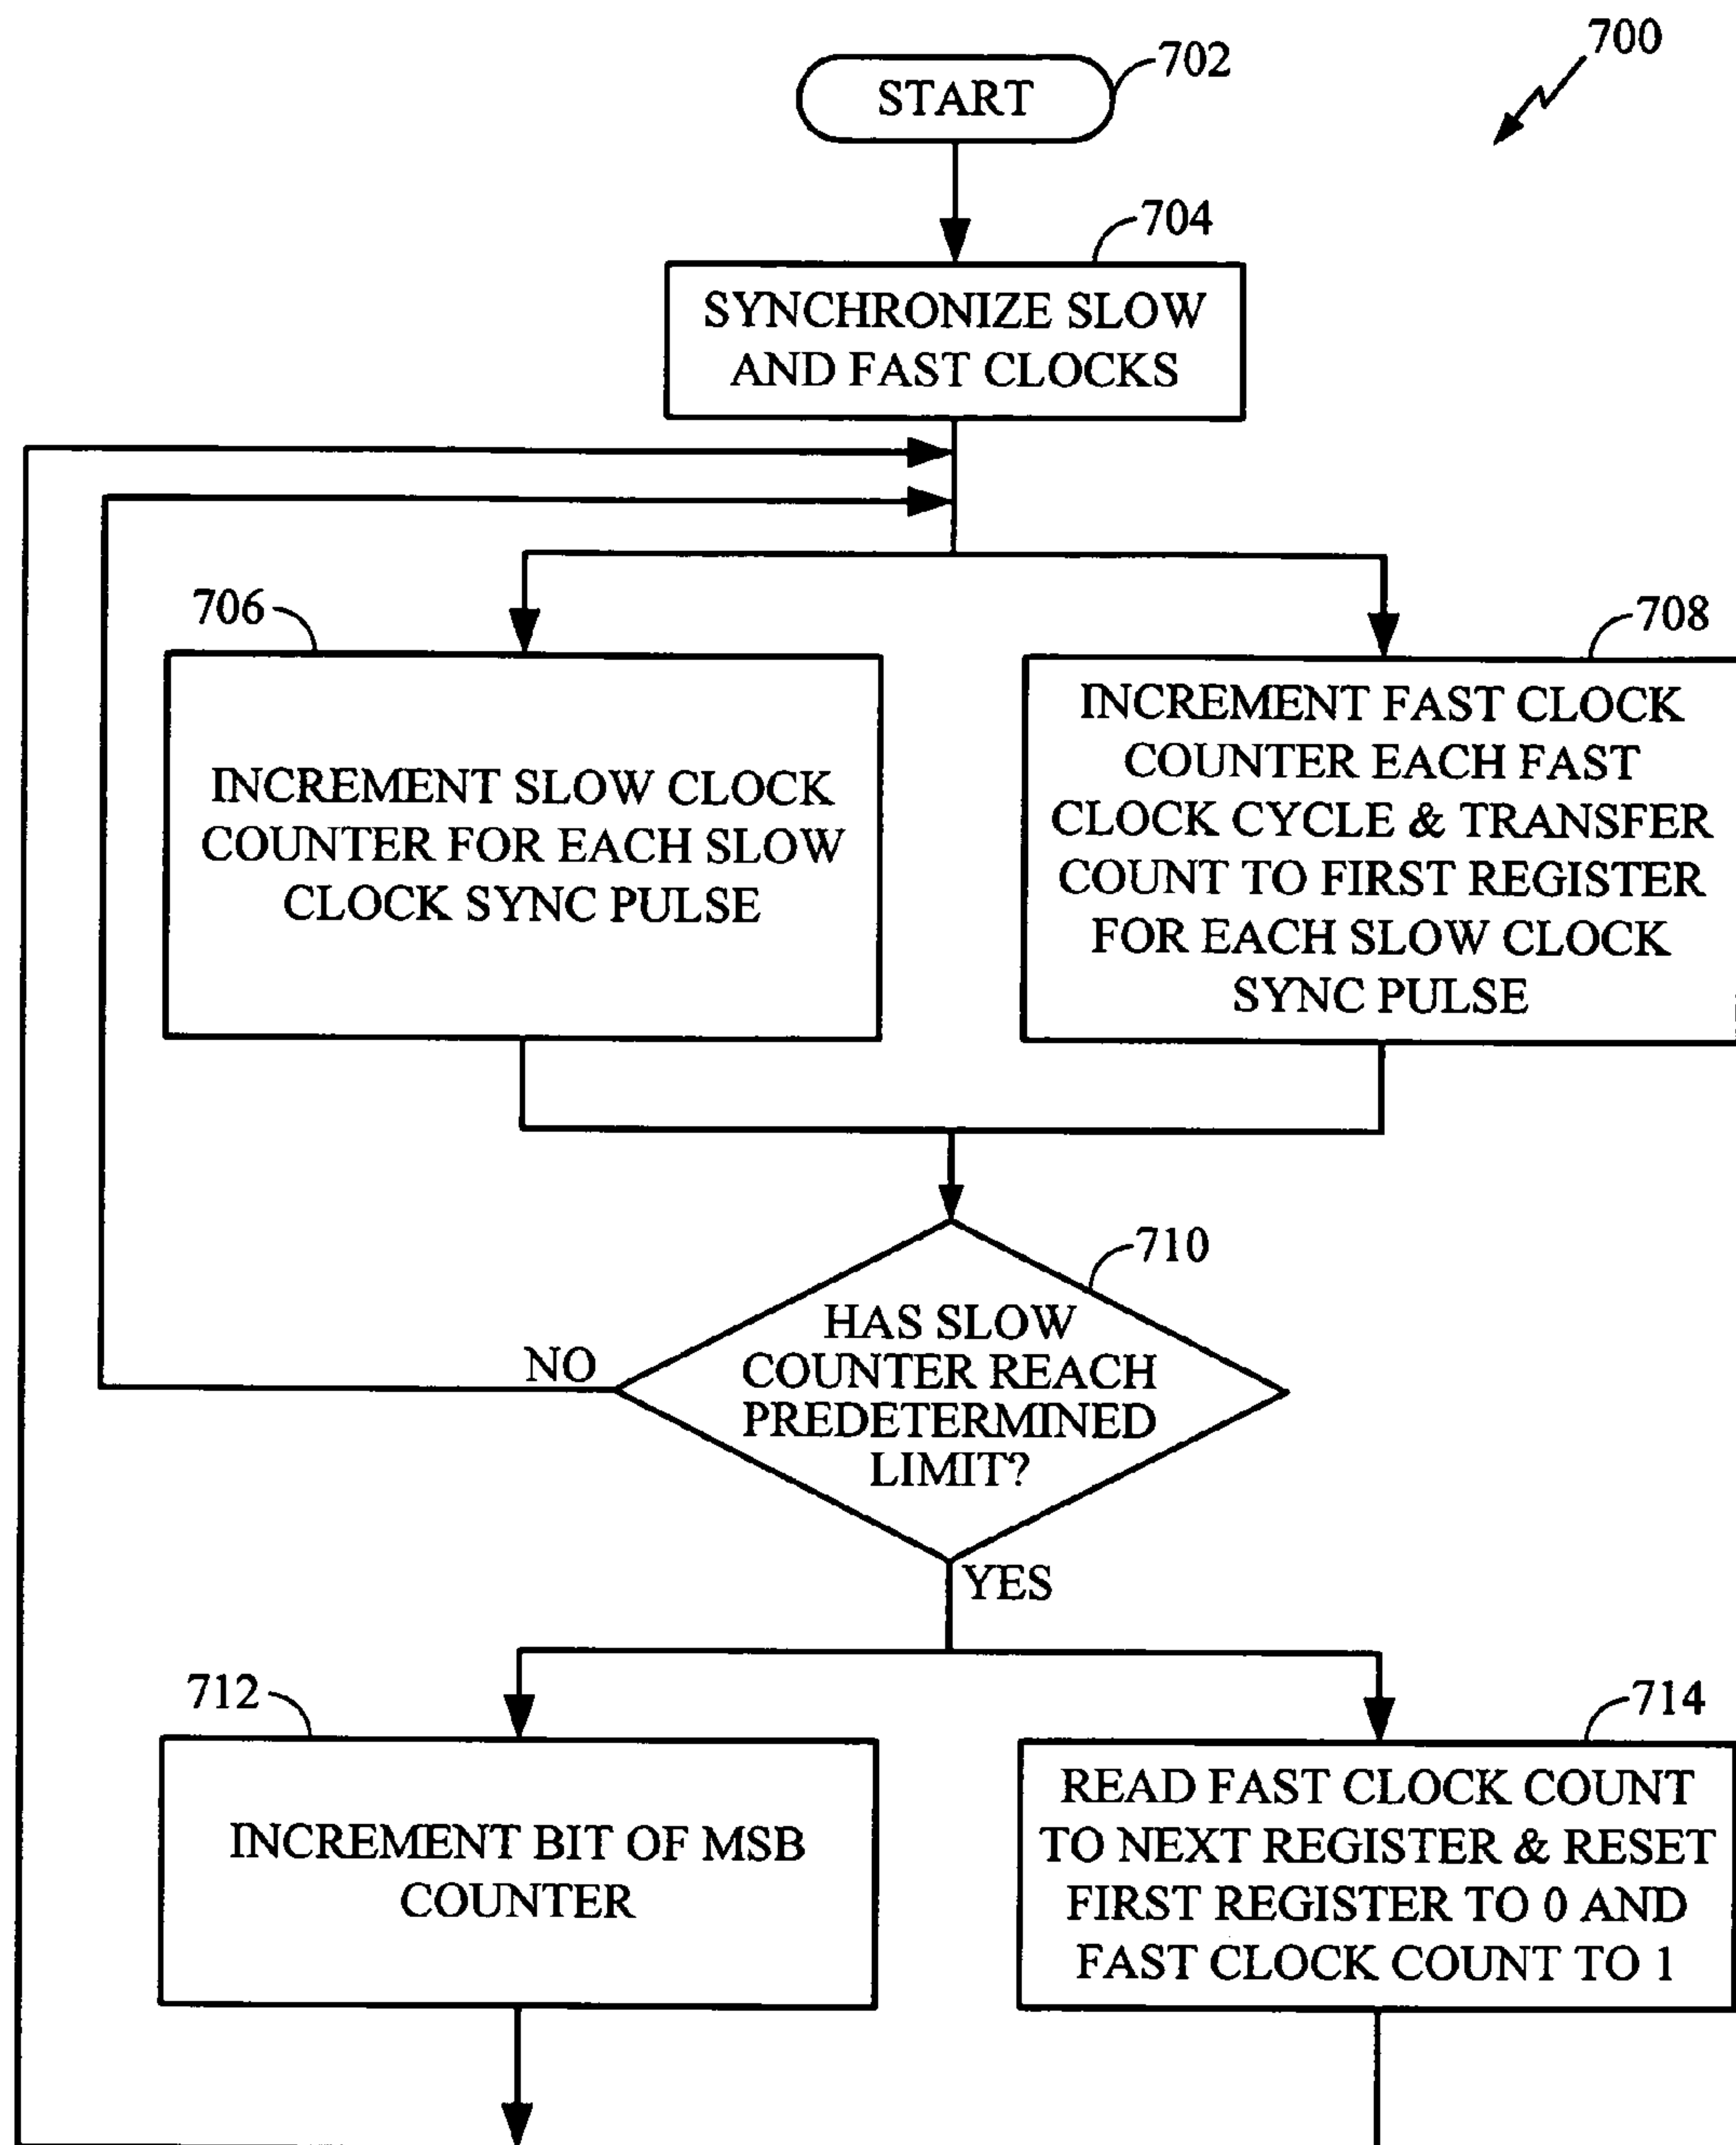 700
702
START
704
SYNCHRONIZE SLOW
AND FAST CLOCKS
706
INCREMENT SLOW CLOCK
COUNTER FOR EACH SLOW
CLOCK SYNC PULSE
708
INCREMENT FAST CLOCK
COUNTER EACH FAST
CLOCK CYCLE & TRANSFER
COUNT TO FIRST REGISTER
FOR EACH SLOW CLOCK
SYNC PULSE
710
HAS SLOW
COUNTER REACH
PREDETERMINED
LIMIT?
NO
YES
712
INCREMENT BIT OF MSB
COUNTER
714
READ FAST CLOCK COUNT
TO NEXT REGISTER & RESET
FIRST REGISTER TO 0 AND
FAST CLOCK COUNT TO 1